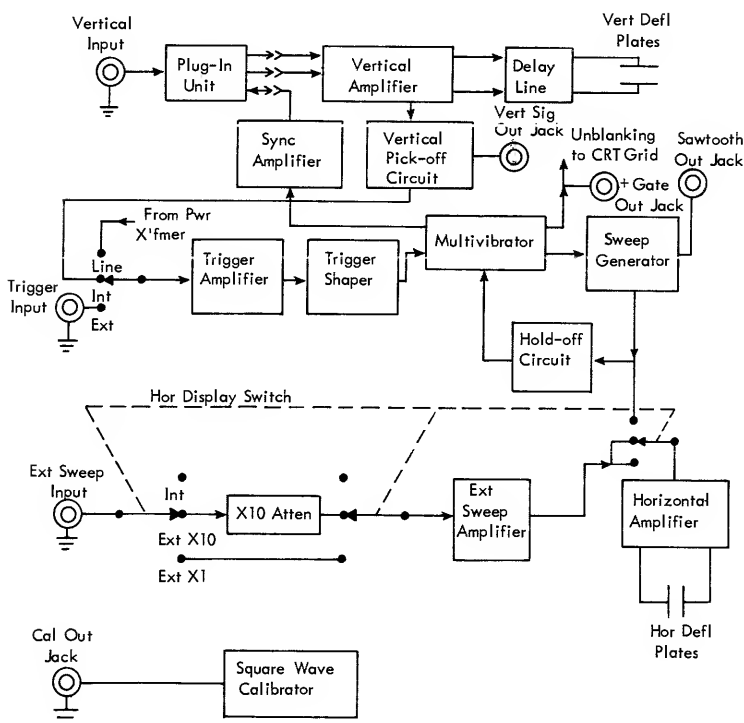 Vertical
Input
Plug-In
Unit
Vertical
Amplifier
Delay
Line
Vert Defl
Plates
Sync
Amplifier
Vertical
Pick-off
Circuit
Vert Sig
Out Jack
Unblanking
to CRT Grid
Sawtooth
Out Jack
+ Gate
Out Jack
From Pwr
X'fmer
Line
Int
Ext
Trigger
Input
Trigger
Amplifier
Trigger
Shaper
Multivibrator
Sweep
Generator
Hold-off
Circuit
Hor Display Switch
Ext Sweep
Input
Int
Ext X10
Ext X1
X10 Atten
Ext
Sweep
Amplifier
Horizontal
Amplifier
Hor Defl
Plates
Cal Out
Jack
Square Wave
Calibrator